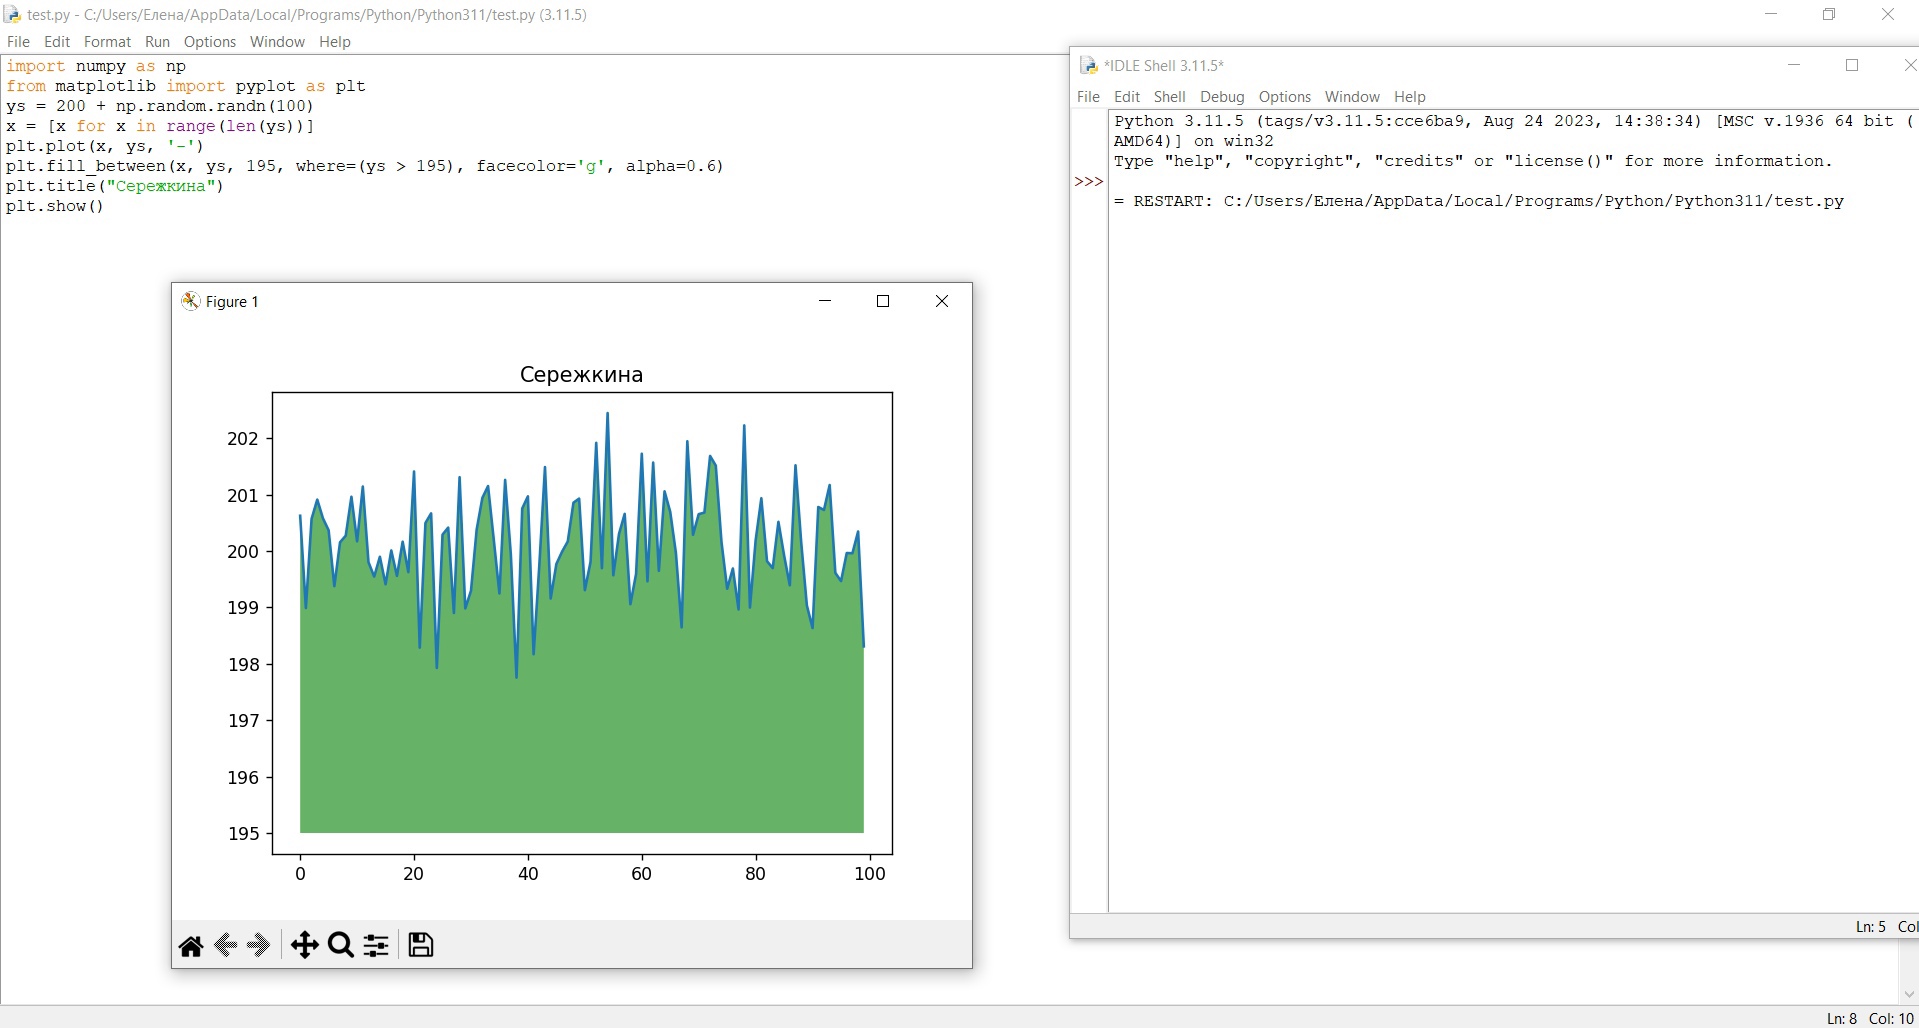 test.py - C:/Users/Елена/AppData/Local/Programs/Python/Python311/test.py (3.11.5)
File Edit Format Run Options Window Help
import numpy as np
from matplotlib import pyplot as plt
ys = 200 + np.random.randn(100)
x = [x for x in range(len(ys))]
plt.plot(x, ys, '-')
plt.fill_between(x, ys, 195, where=(ys > 195), facecolor='g', alpha=0.6)
plt.title("Сережкина")
plt.show()
*IDLE Shell 3.11.5*
File Edit Shell Debug Options Window Help
Python 3.11.5 (tags/v3.11.5:cce6ba9, Aug 24 2023, 14:38:34) [MSC v.1936 64 bit (
AMD64)] on win32
Type "help", "copyright", "credits" or "license()" for more information.
>>>
= RESTART: C:/Users/Елена/AppData/Local/Programs/Python/Python311/test.py
Figure 1
Сережкина
202
201
200
199
198
197
196
195
0 20 40 60 80 100
Ln: 5 Col
Ln: 8 Col: 10